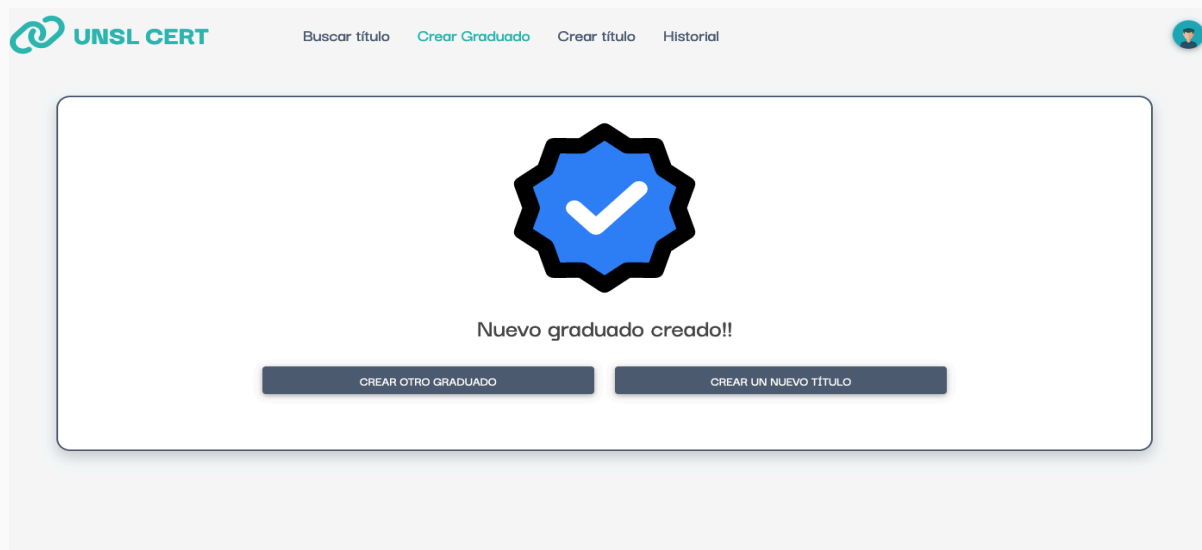 UNSL CERT
Buscar título Crear Graduado Crear título Historial
Nuevo graduado creado!!
CREAR OTRO GRADUADO CREAR UN NUEVO TÍTULO